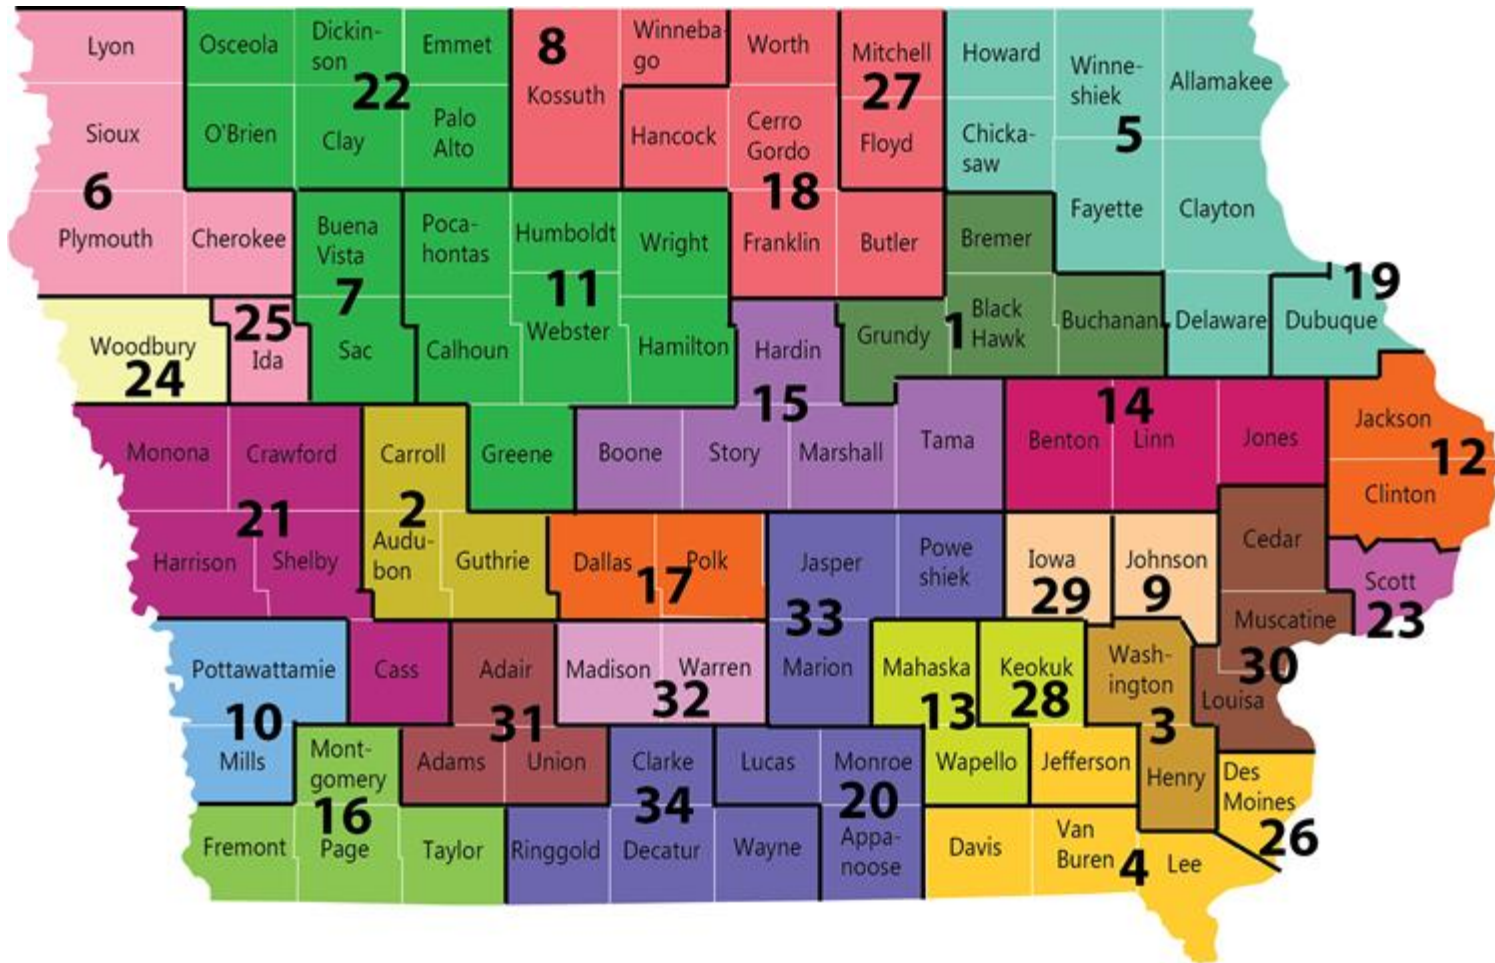 Lyon
Osceola
Dickin-
son
Emmet
8
Kossuth
Winneba-
go
Worth
Mitchell
27
Howard
Winne-
shiek
Allamakee
22
Sioux
O'Brien
Clay
Palo
Alto
Hancock
Cerro
Gordo
Floyd
Chicka-
saw
5
6
18
Plymouth
Cherokee
Buena
Vista
Poca-
hontas
Humboldt
Wright
Franklin
Butler
Bremer
Fayette
Clayton
7
11
19
Woodbury
24
25
Ida
Sac
Calhoun
Webster
Hamilton
Hardin
Grundy
1
Black
Hawk
Buchanan
Delaware
Dubuque
15
14
Monona
Crawford
Carroll
Greene
Boone
Story
Marshall
Tama
Benton
Linn
Jones
Jackson
12
Clinton
21
2
Harrison
Shelby
Audu-
bon
Guthrie
Dallas
Polk
17
Jasper
Powe
shiek
Iowa
29
Johnson
9
Cedar
Scott
23
33
Muscatine
30
Louisa
Pottawattamie
10
Cass
Adair
31
Madison
Warren
32
Marion
Mahaska
13
Keokuk
28
Wash-
ington
3
Mills
Mont-
gomery
16
Adams
Union
Clarke
34
Lucas
Monroe
20
Wapello
Jefferson
Henry
Des
Moines
26
Fremont
Page
Taylor
Ringgold
Decatur
Wayne
Appa-
noose
Davis
Van
Buren
4
Lee